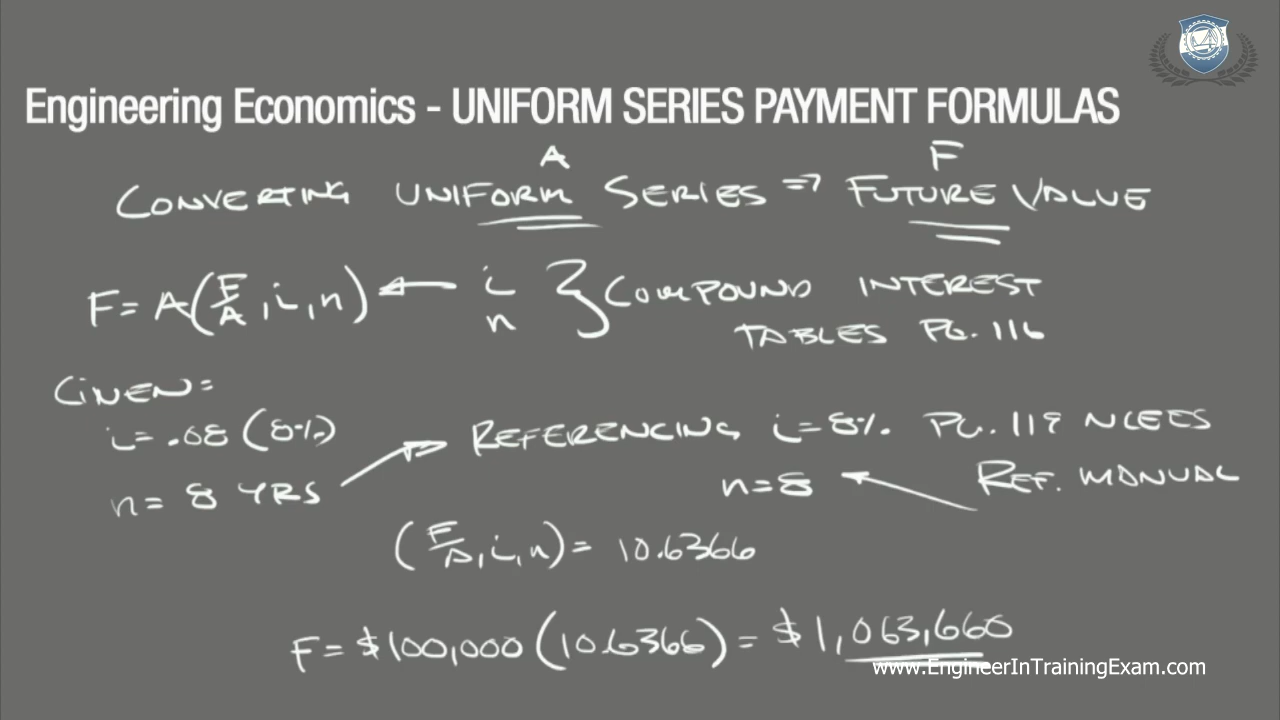 Engineering Economics - UNIFORM SERIES PAYMENT FORMULAS
A F
CONVERTING UNIFORM SERIES => FUTURE VALUE
F= A(F/A, i, n) ← i n } COMPOUND INTEREST
TABLES PG. 116
GIVEN:
i= .08 (8%)
REFERENCING i= 8% PG. 119 NCEES
n= 8 YRS
n=8 REF. MANUAL
(F/A, i, n) = 10.6366
F= $100,000 (10.6366) = $1,063,660
www.EngineerInTrainingExam.com